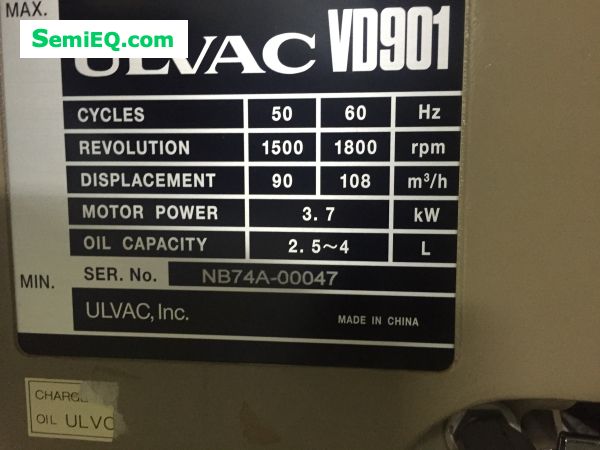 MAX.
SemiEQ.com
ULVAC VD901
CYCLES 50 60 Hz
REVOLUTION 1500 1800 rpm
DISPLACEMENT 90 108 m³/h
MOTOR POWER 3.7 kW
OIL CAPACITY 2.5～4 L
MIN. SER. No. NB74A-00047
ULVAC, Inc. MADE IN CHINA
OIL ULVO